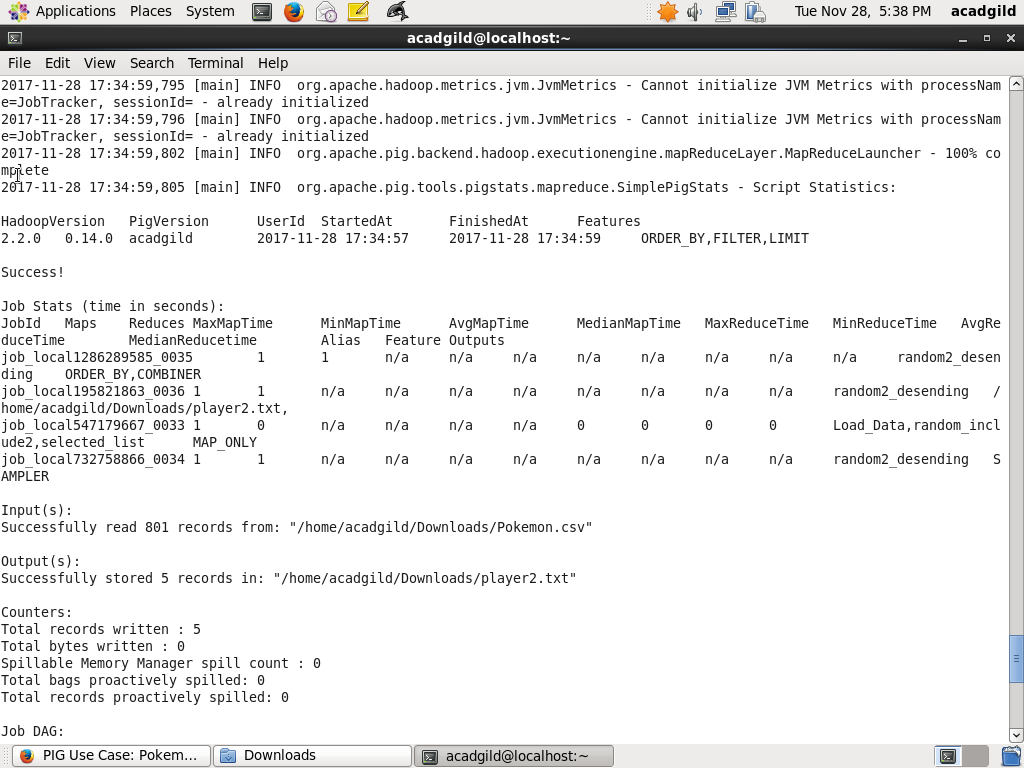 Applications Places System
Tue Nov 28, 5:38 PM acadgild
acadgild@localhost:~
File Edit View Search Terminal Help
2017-11-28 17:34:59,795 [main] INFO  org.apache.hadoop.metrics.jvm.JvmMetrics - Cannot initialize JVM Metrics with processNam
e=JobTracker, sessionId= - already initialized
2017-11-28 17:34:59,796 [main] INFO  org.apache.hadoop.metrics.jvm.JvmMetrics - Cannot initialize JVM Metrics with processNam
e=JobTracker, sessionId= - already initialized
2017-11-28 17:34:59,802 [main] INFO  org.apache.pig.backend.hadoop.executionengine.mapReduceLayer.MapReduceLauncher - 100% co
mplete
2017-11-28 17:34:59,805 [main] INFO  org.apache.pig.tools.pigstats.mapreduce.SimplePigStats - Script Statistics:
HadoopVersion   PigVersion      UserId  StartedAt       FinishedAt      Features
2.2.0   0.14.0  acadgild        2017-11-28 17:34:57     2017-11-28 17:34:59     ORDER_BY,FILTER,LIMIT
Success!
Job Stats (time in seconds):
JobId   Maps    Reduces MaxMapTime      MinMapTime      AvgMapTime      MedianMapTime   MaxReduceTime   MinReduceTime   AvgRe
duceTime        MedianReducetime        Alias   Feature Outputs
job_local1286289585_0035        1       1       n/a     n/a     n/a     n/a     n/a     n/a     n/a     random2_desen
ding    ORDER_BY,COMBINER
job_local195821863_0036 1       1       n/a     n/a     n/a     n/a     n/a     n/a     n/a     random2_desending   /
home/acadgild/Downloads/player2.txt,
job_local547179667_0033 1       0       n/a     n/a     n/a     0       0       0       0       Load_Data,random_incl
ude2,selected_list      MAP_ONLY
job_local732758866_0034 1       1       n/a     n/a     n/a     n/a     n/a     n/a     n/a     random2_desending   S
AMPLER
Input(s):
Successfully read 801 records from: "/home/acadgild/Downloads/Pokemon.csv"
Output(s):
Successfully stored 5 records in: "/home/acadgild/Downloads/player2.txt"
Counters:
Total records written : 5
Total bytes written : 0
Spillable Memory Manager spill count : 0
Total bags proactively spilled: 0
Total records proactively spilled: 0
Job DAG:
PIG Use Case: Pokem... Downloads acadgild@localhost:~